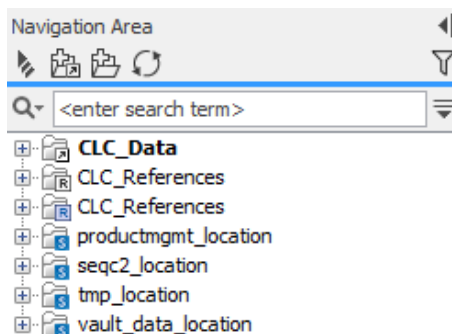 Navigation Area
<enter search term>
CLC_Data
R CLC_References
R CLC_References
S productmgmt_location
S seqc2_location
S tmp_location
S vault_data_location